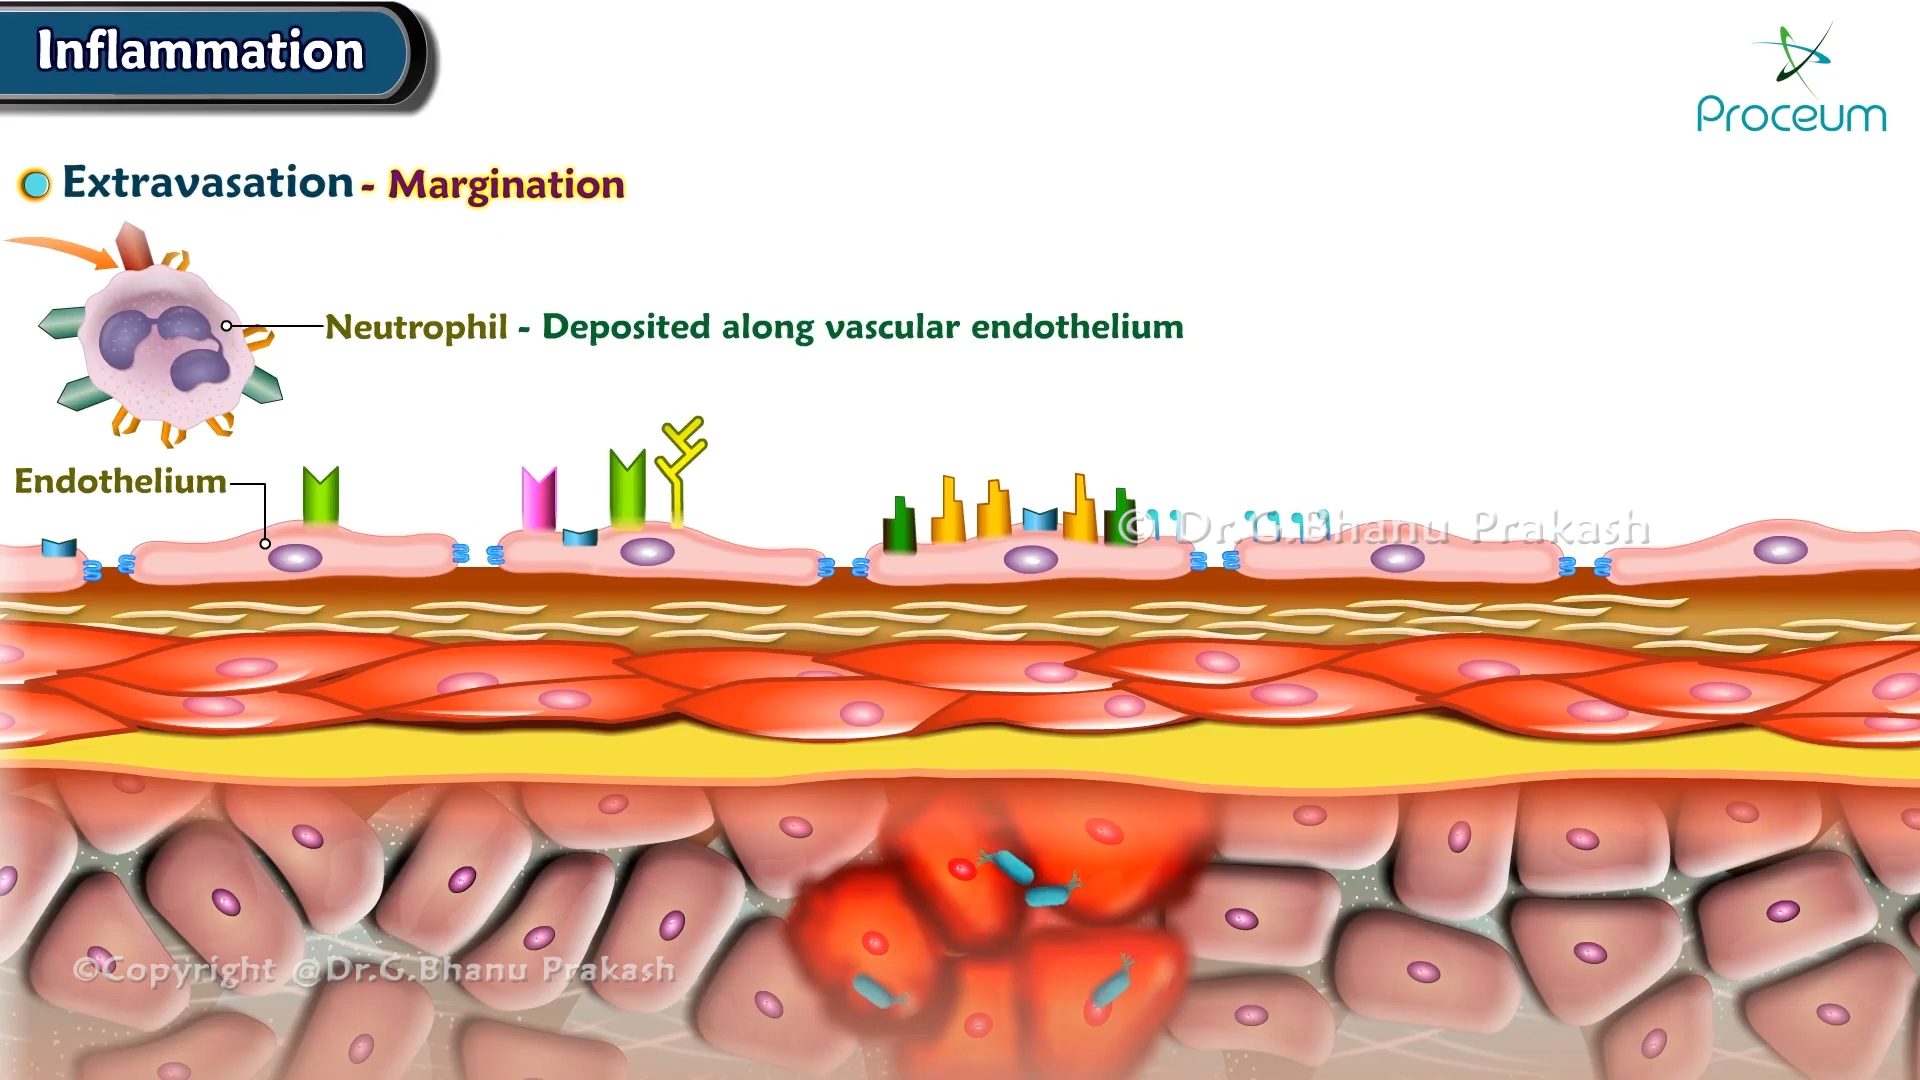 Inflammation
Proceum
Extravasation - Margination
Neutrophil - Deposited along vascular endothelium
Endothelium
© Dr.G.Bhanu Prakash
©Copyright @Dr.G.Bhanu Prakash